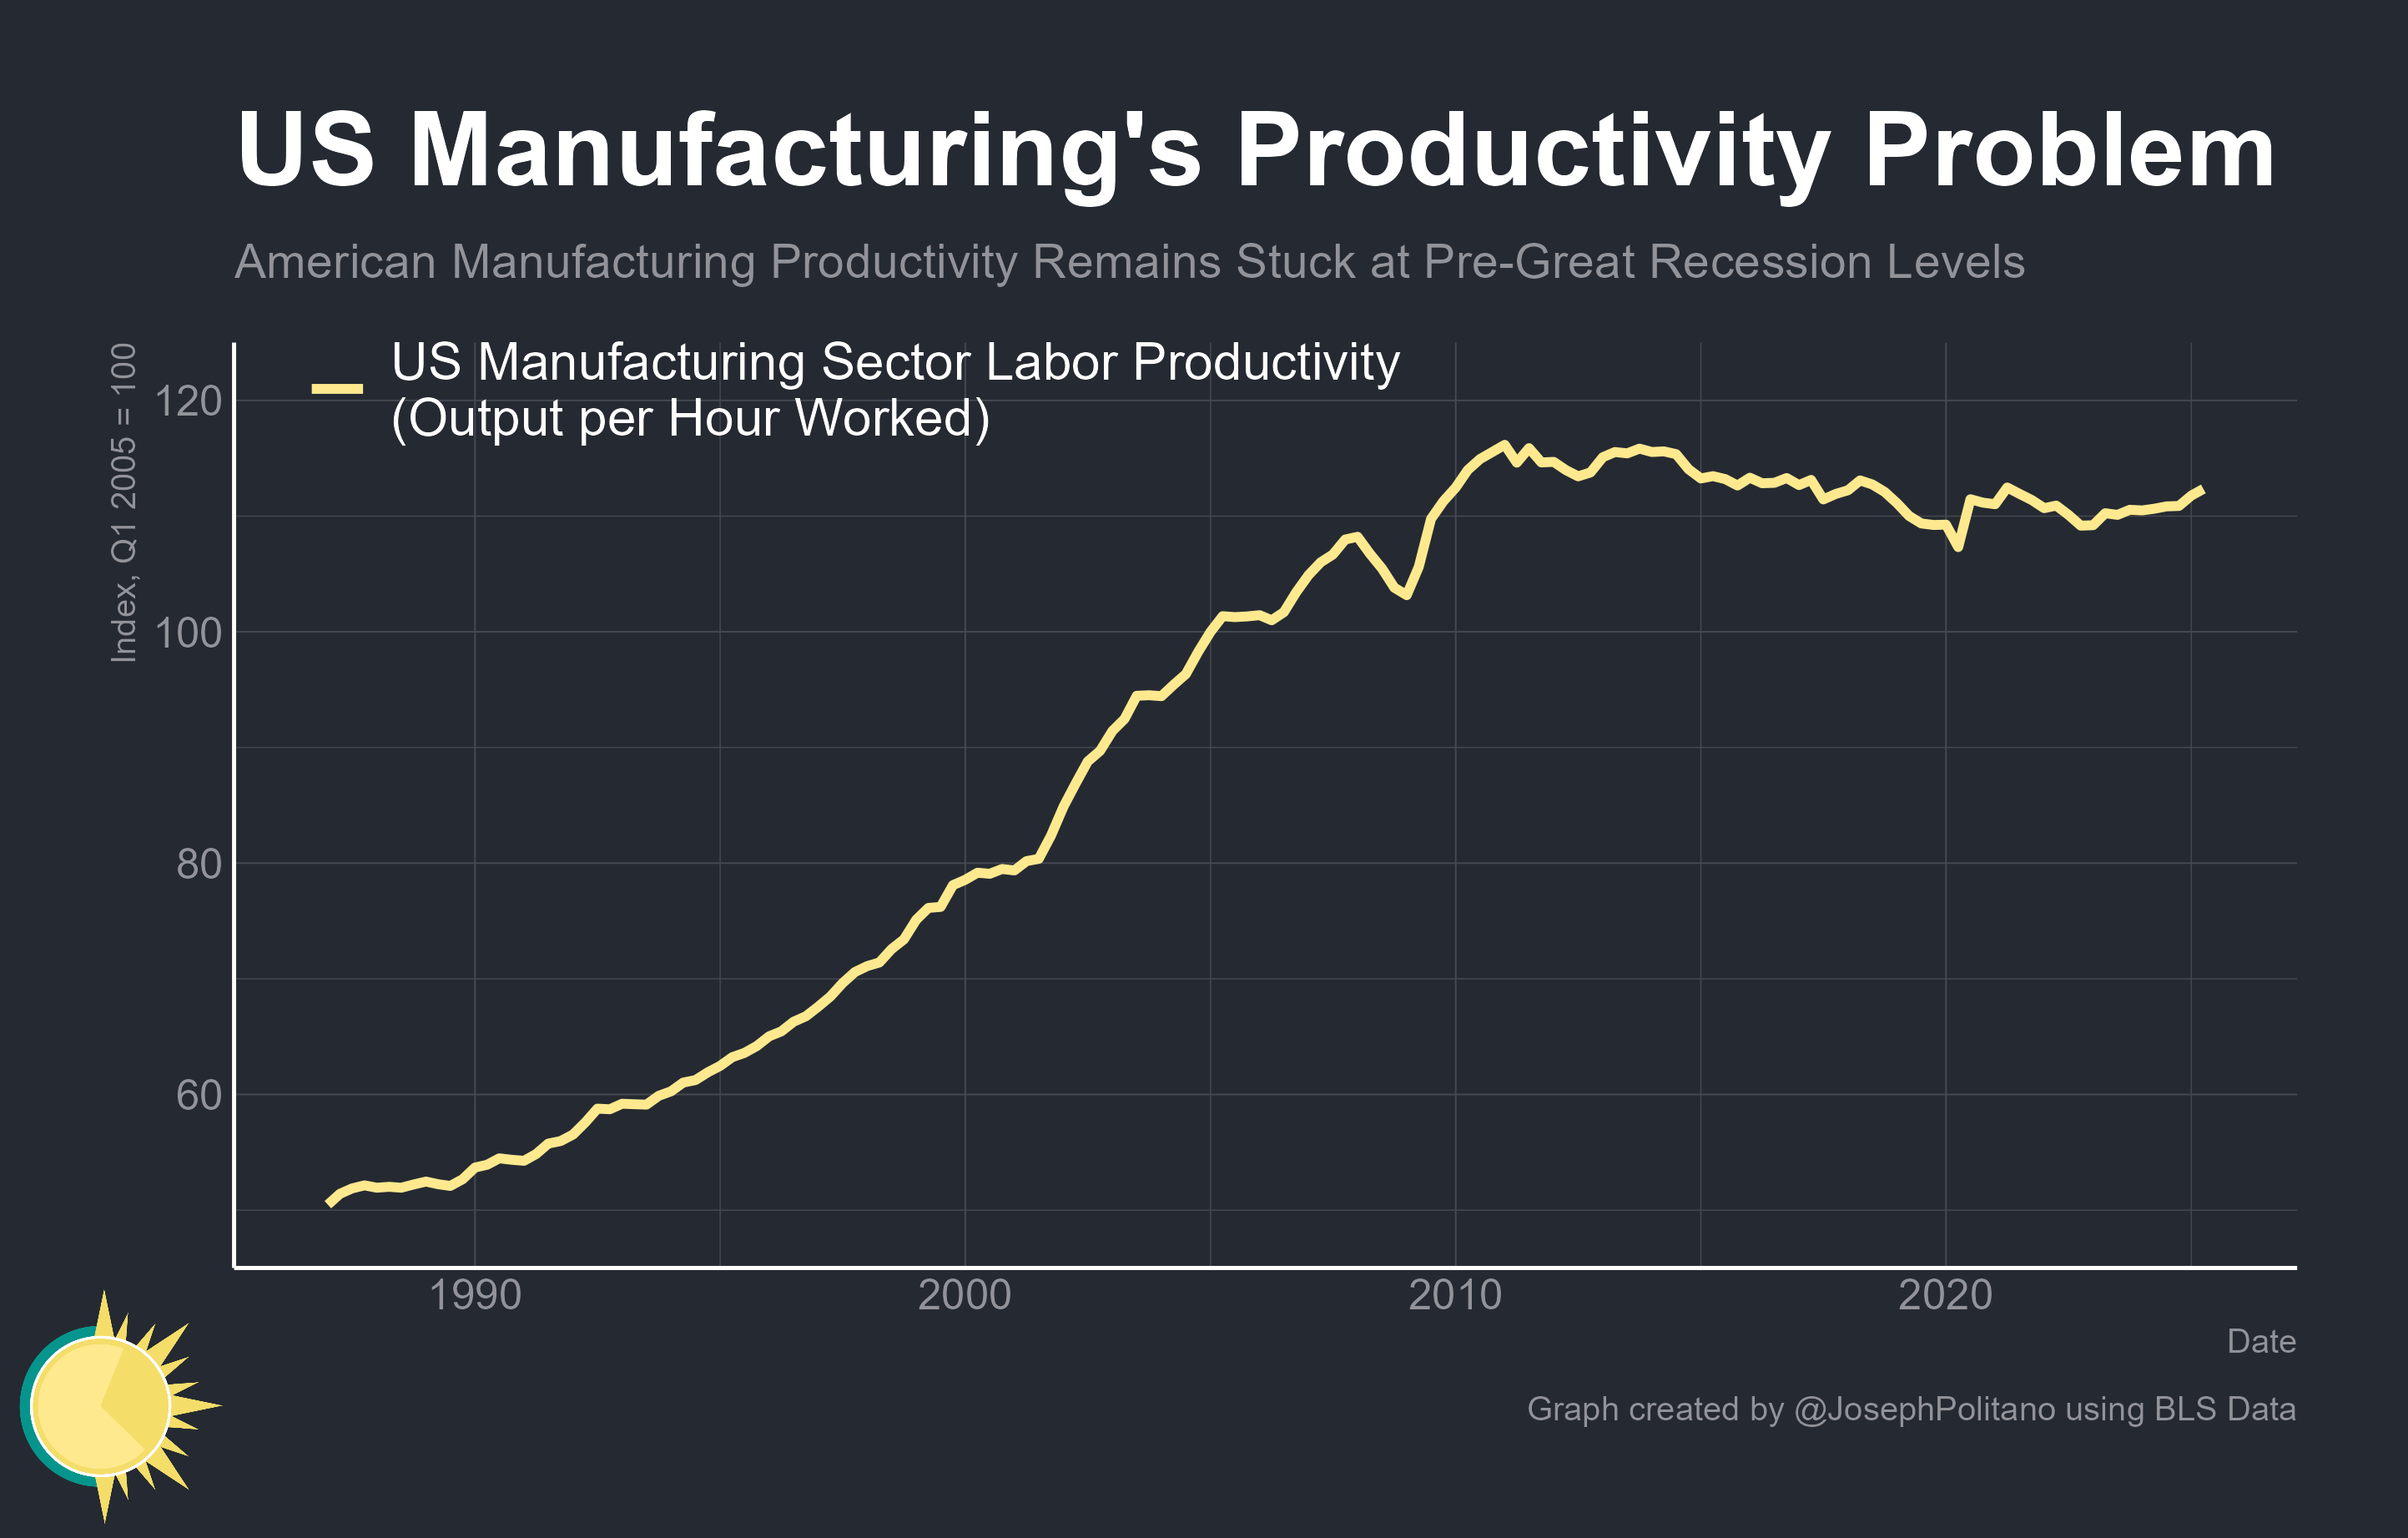 US Manufacturing's Productivity Problem
American Manufacturing Productivity Remains Stuck at Pre-Great Recession Levels
Index, Q1 2005 = 100
US Manufacturing Sector Labor Productivity
(Output per Hour Worked)
120
100
80
60
1990 2000 2010 2020
Date
Graph created by @JosephPolitano using BLS Data